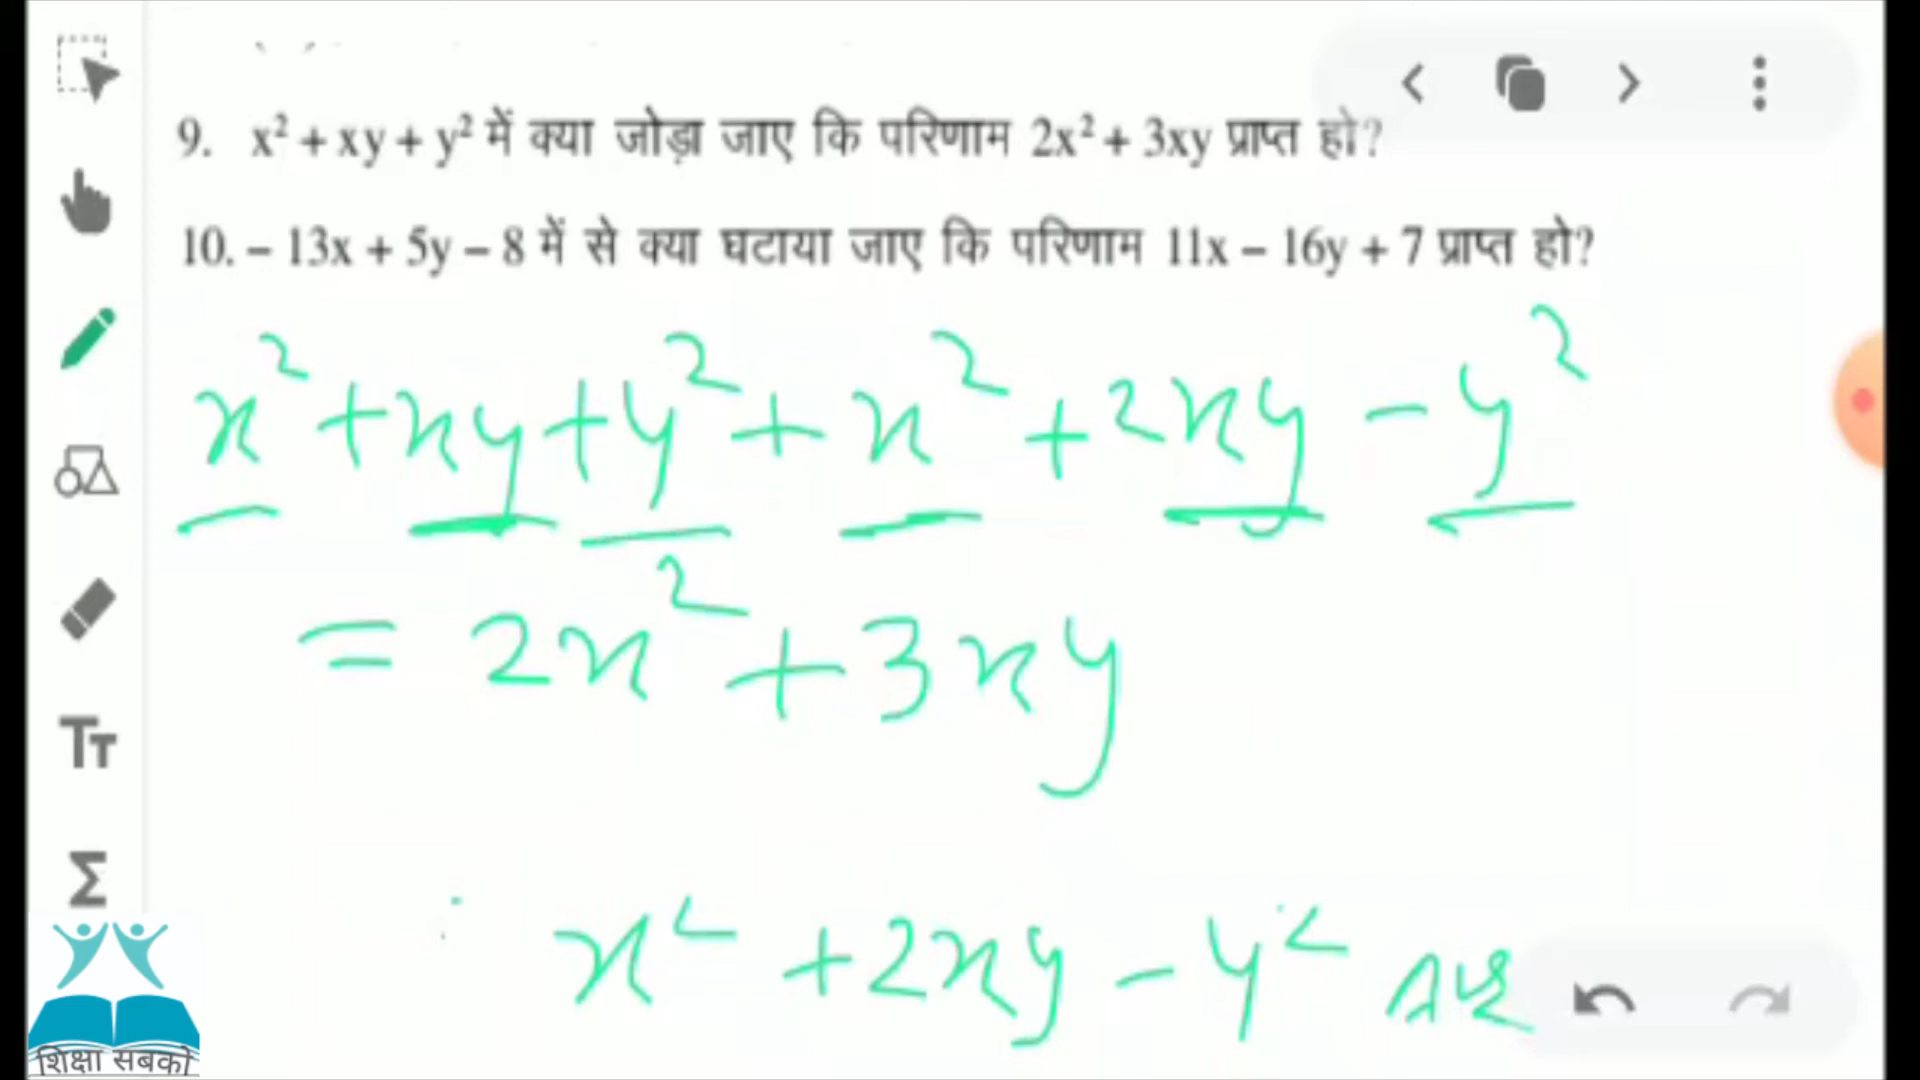 9. x² + xy + y² में क्या जोड़ा जाए कि परिणाम 2x² + 3xy प्राप्त हो?
10. – 13x + 5y – 8 में से क्या घटाया जाए कि परिणाम 11x – 16y + 7 प्राप्त हो?
x² + xy + y² + x² + 2xy - y²
= 2x² + 3xy
x² + 2xy - y² Ans
Tт
Σ
शिक्षा सबको